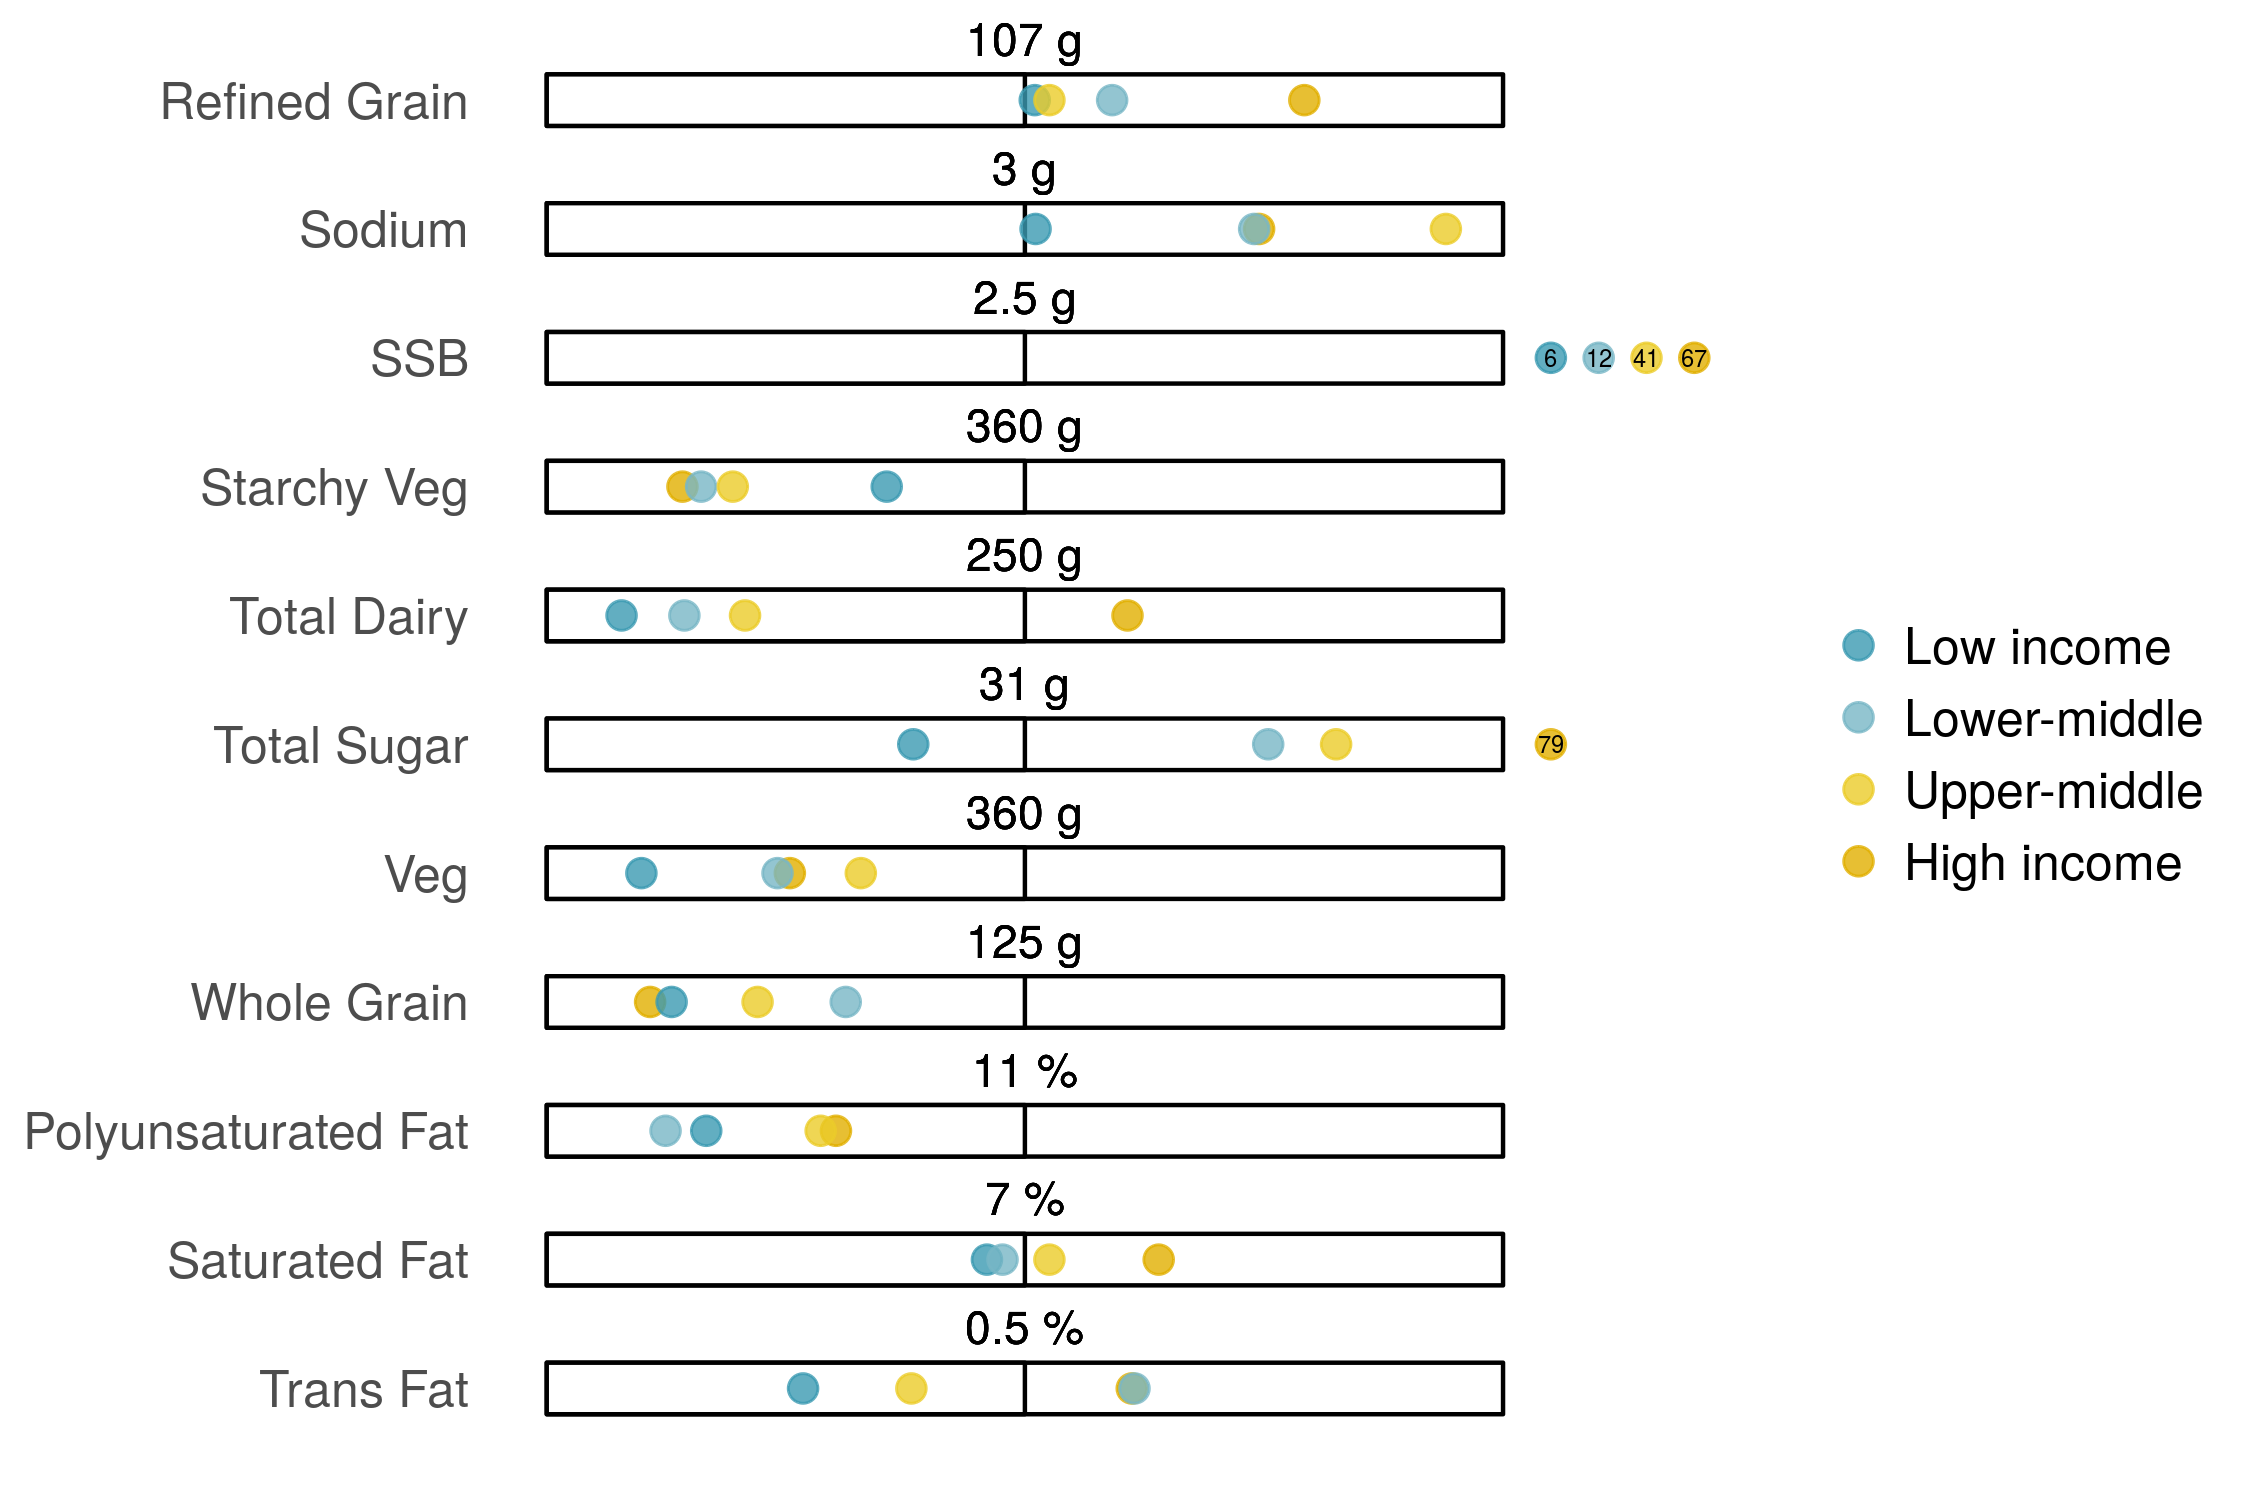 107 g
Refined Grain
3 g
Sodium
2.5 g
SSB 6 12 41 67
360 g
Starchy Veg
250 g
Total Dairy
31 g
Total Sugar 79
360 g
Veg
125 g
Whole Grain
11 %
Polyunsaturated Fat
7 %
Saturated Fat
0.5 %
Trans Fat
Low income
Lower-middle
Upper-middle
High income